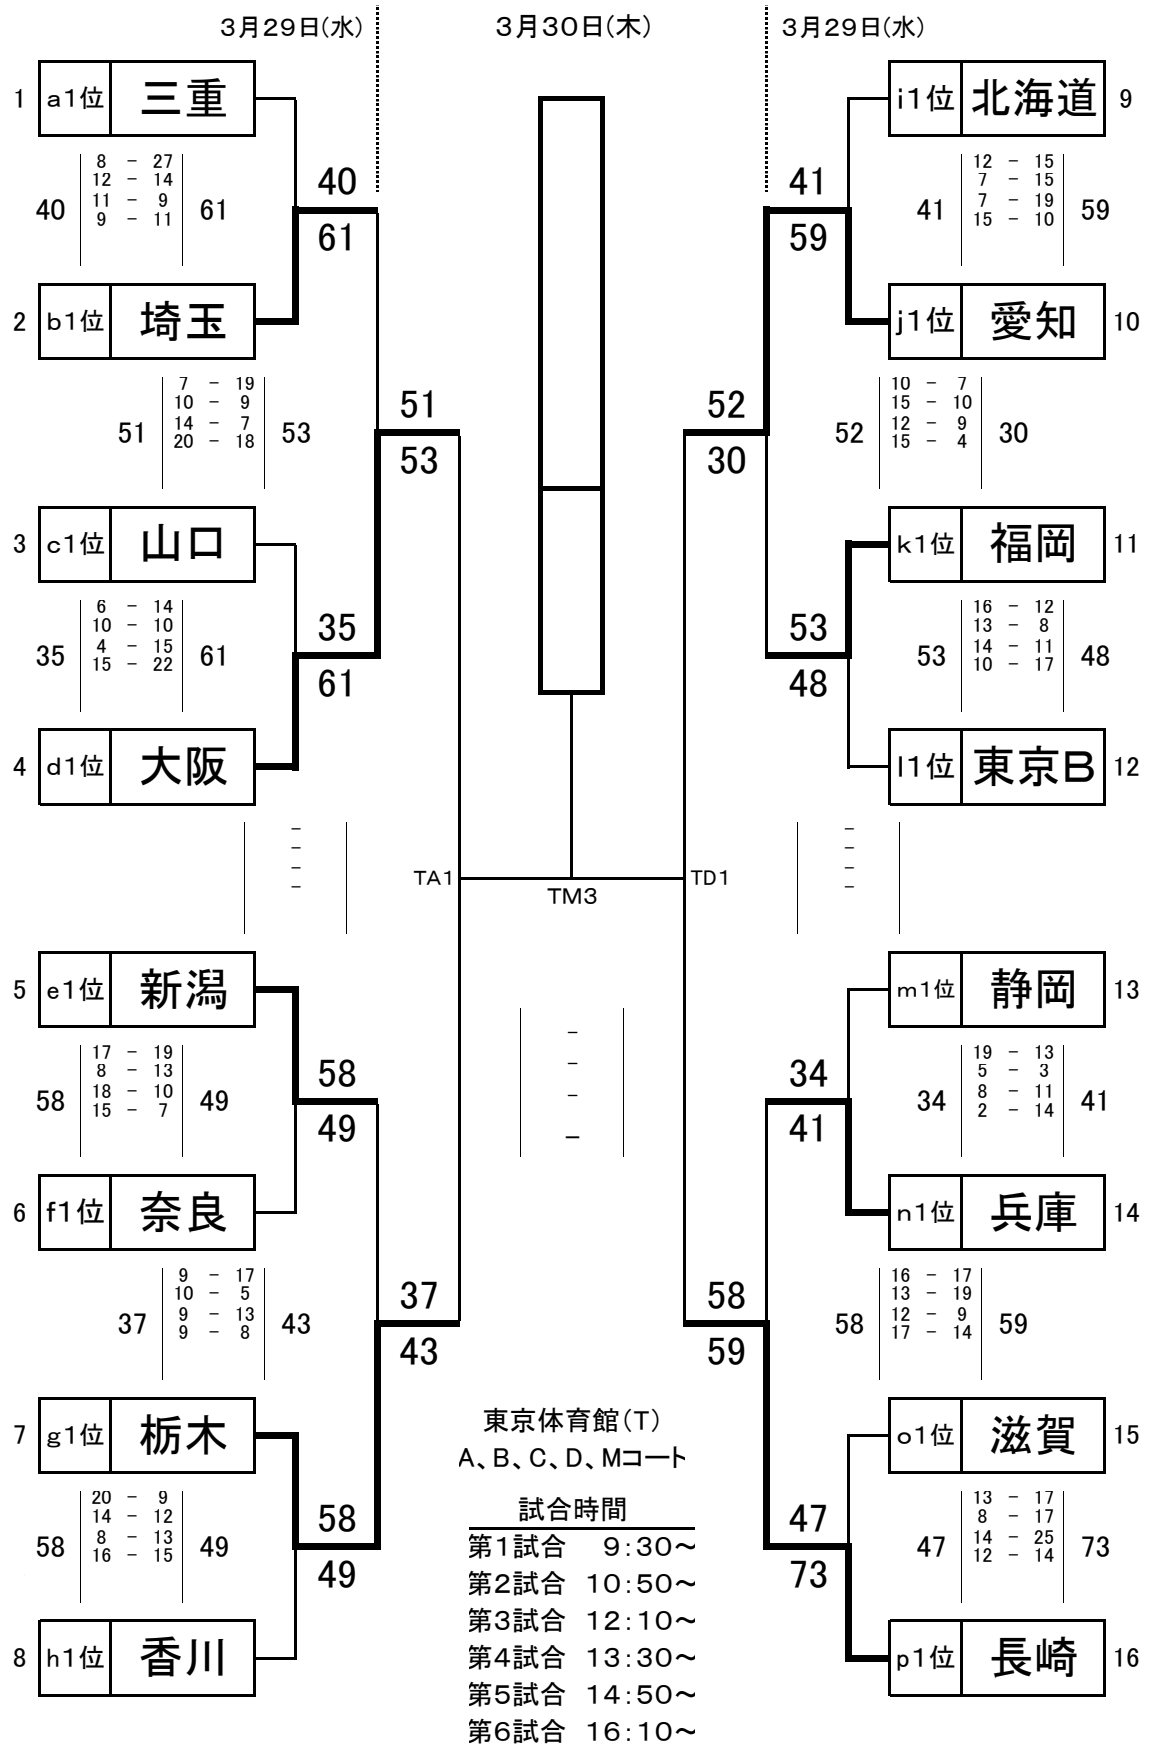 3月29日(水) 3月30日(木) 3月29日(水)
1 a1位 三重
8 - 27
12 - 14
40 11 - 9 61
9 - 11
40
61
2 b1位 埼玉
7 - 19
10 - 9
51 14 - 7 53
20 - 18
51
53
3 c1位 山口
6 - 14
10 - 10
35 4 - 15 61
15 - 22
35
61
4 d1位 大阪
-
-
-
-
TA1
5 e1位 新潟
17 - 19
8 - 13
58 18 - 10 49
15 - 7
58
49
6 f1位 奈良
9 - 17
10 - 5
37 9 - 13 43
9 - 8
37
43
7 g1位 栃木
20 - 9
14 - 12
58 8 - 13 49
16 - 15
58
49
8 h1位 香川
TM3
-
-
-
-
東京体育館(T)
A、B、C、D、Mコート
試合時間
第1試合 9:30~
第2試合 10:50~
第3試合 12:10~
第4試合 13:30~
第5試合 14:50~
第6試合 16:10~
i1位 北海道 9
12 - 15
7 - 15
41 7 - 19 59
15 - 10
41
59
j1位 愛知 10
10 - 7
15 - 10
52 12 - 9 30
15 - 4
52
30
k1位 福岡 11
16 - 12
13 - 8
53 14 - 11 48
10 - 17
53
48
l1位 東京B 12
-
-
-
-
TD1
m1位 静岡 13
19 - 13
5 - 3
34 8 - 11 41
2 - 14
34
41
n1位 兵庫 14
16 - 17
13 - 19
58 12 - 9 59
17 - 14
58
59
o1位 滋賀 15
13 - 17
8 - 17
47 14 - 25 73
12 - 14
47
73
p1位 長崎 16